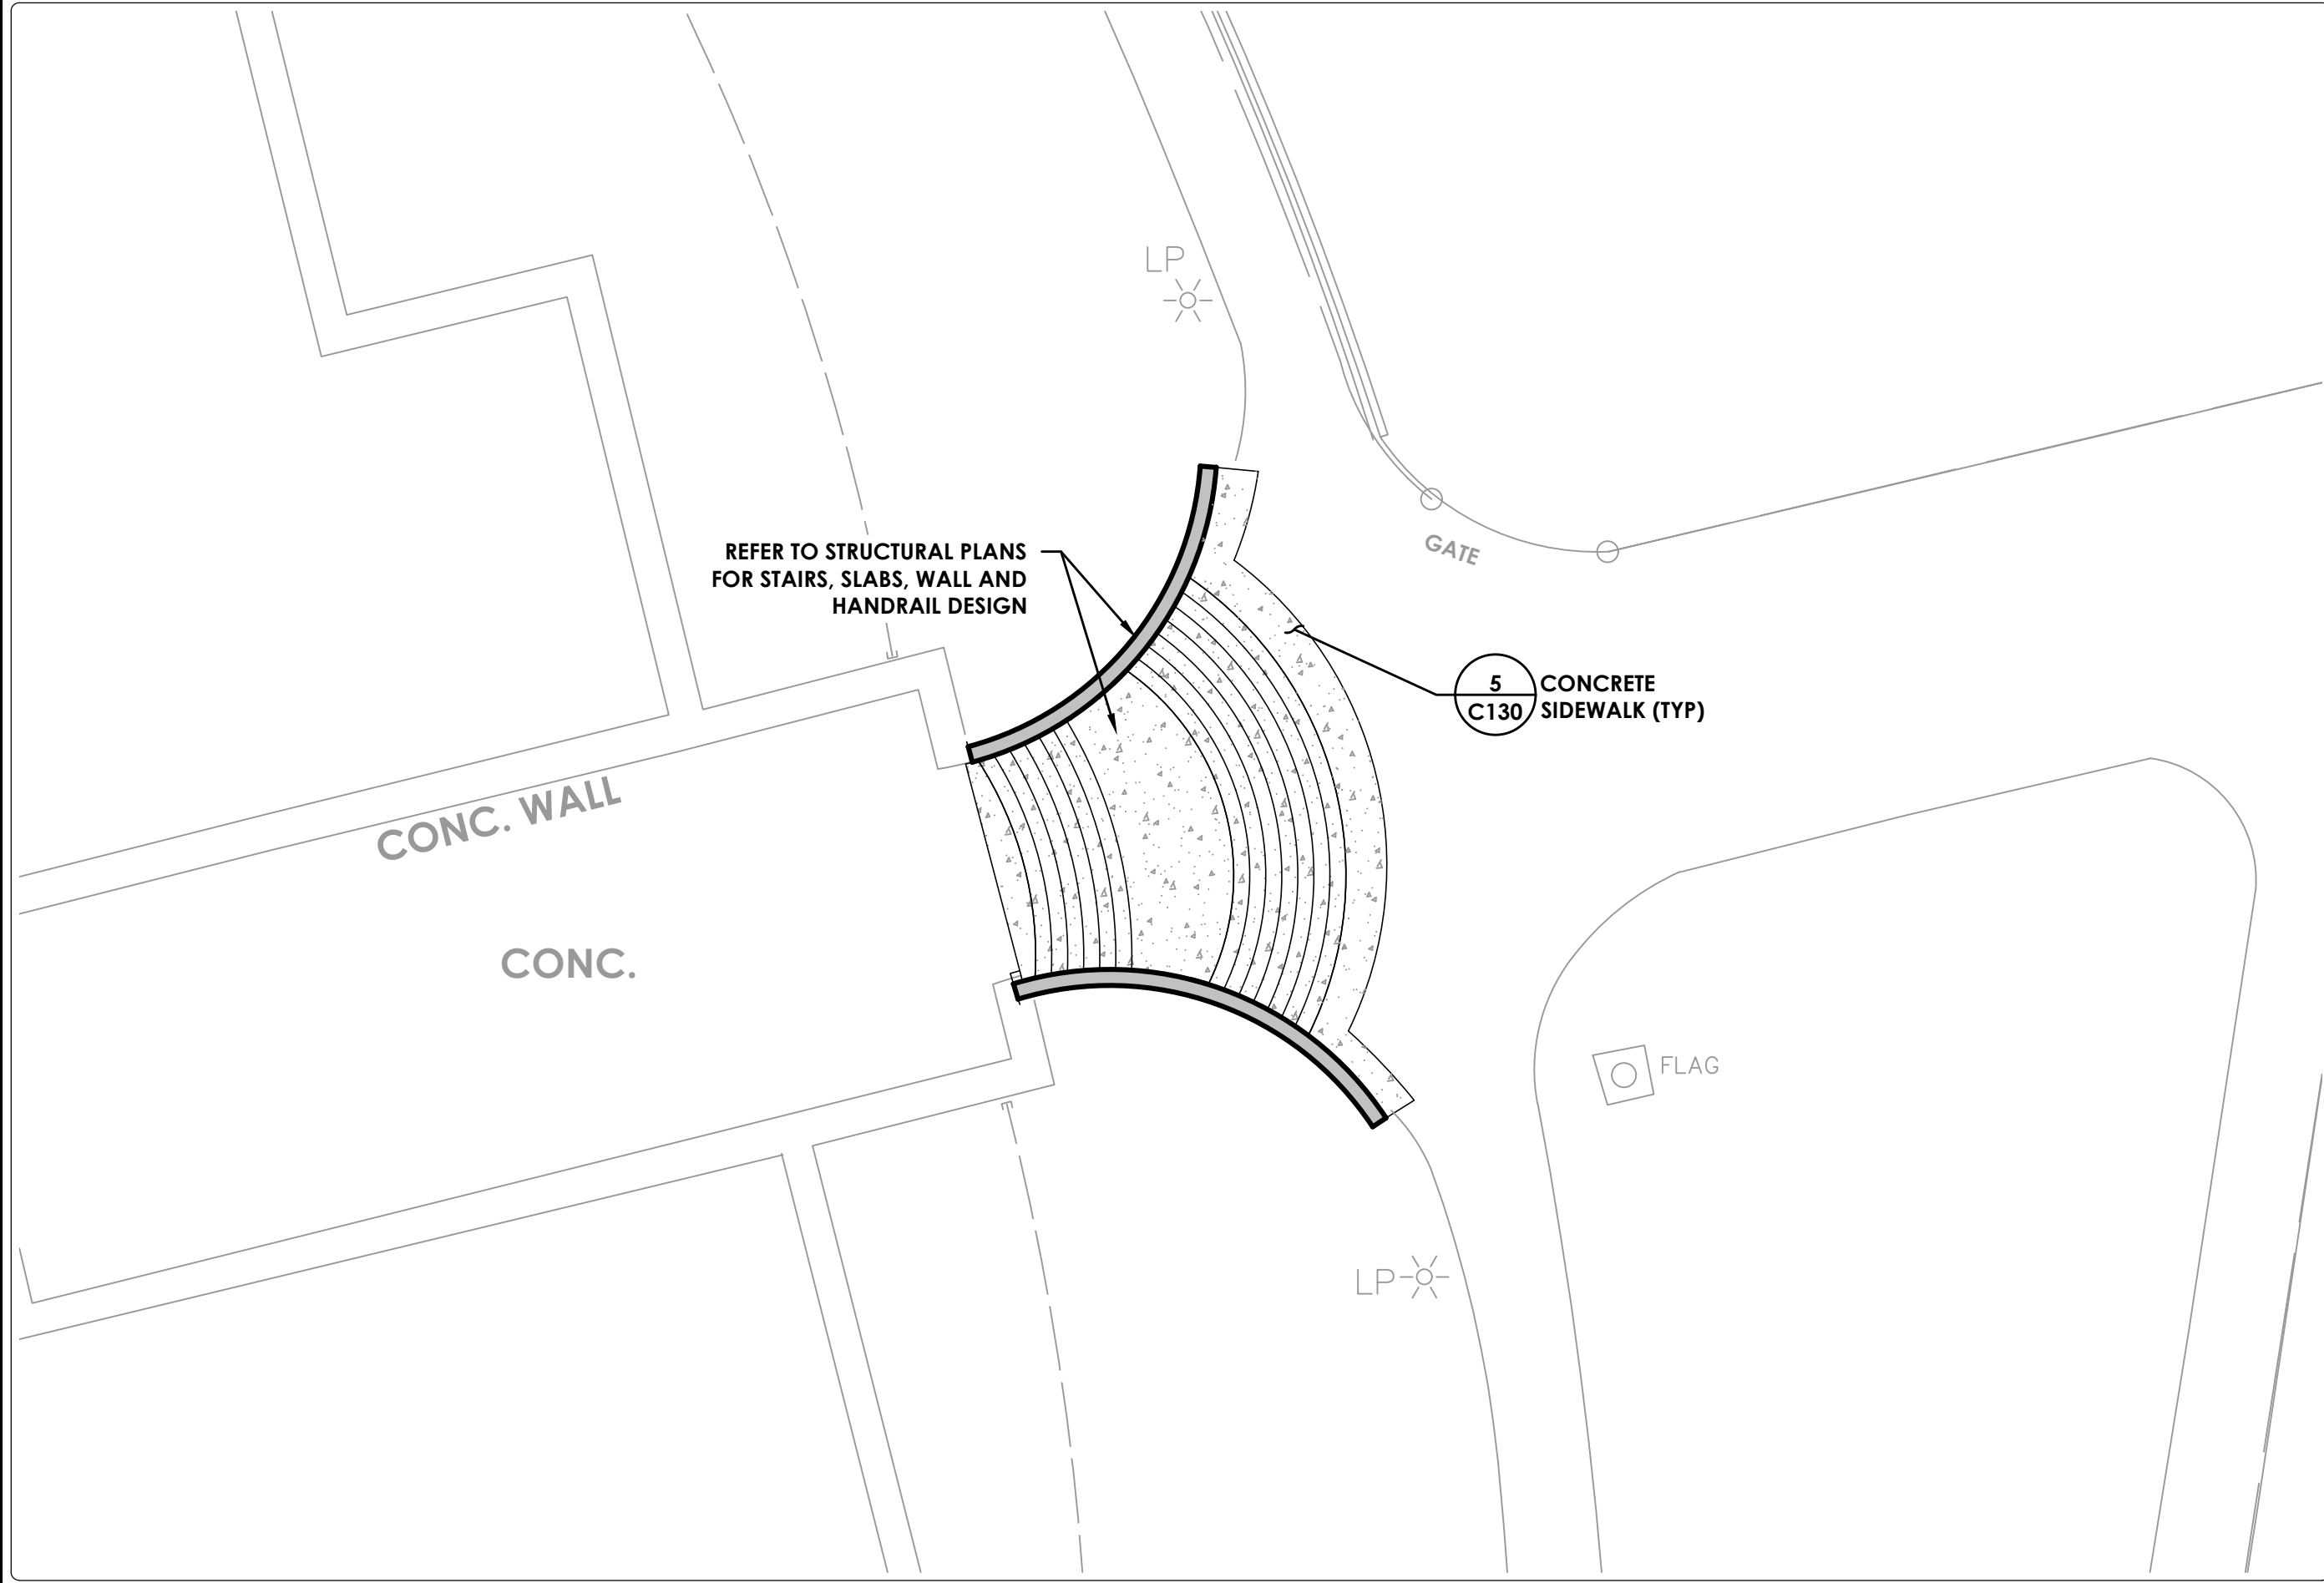 LP
REFER TO STRUCTURAL PLANS
FOR STAIRS, SLABS, WALL AND
HANDRAIL DESIGN
GATE
5
C130
CONCRETE
SIDEWALK (TYP)
CONC. WALL
CONC.
FLAG
LP